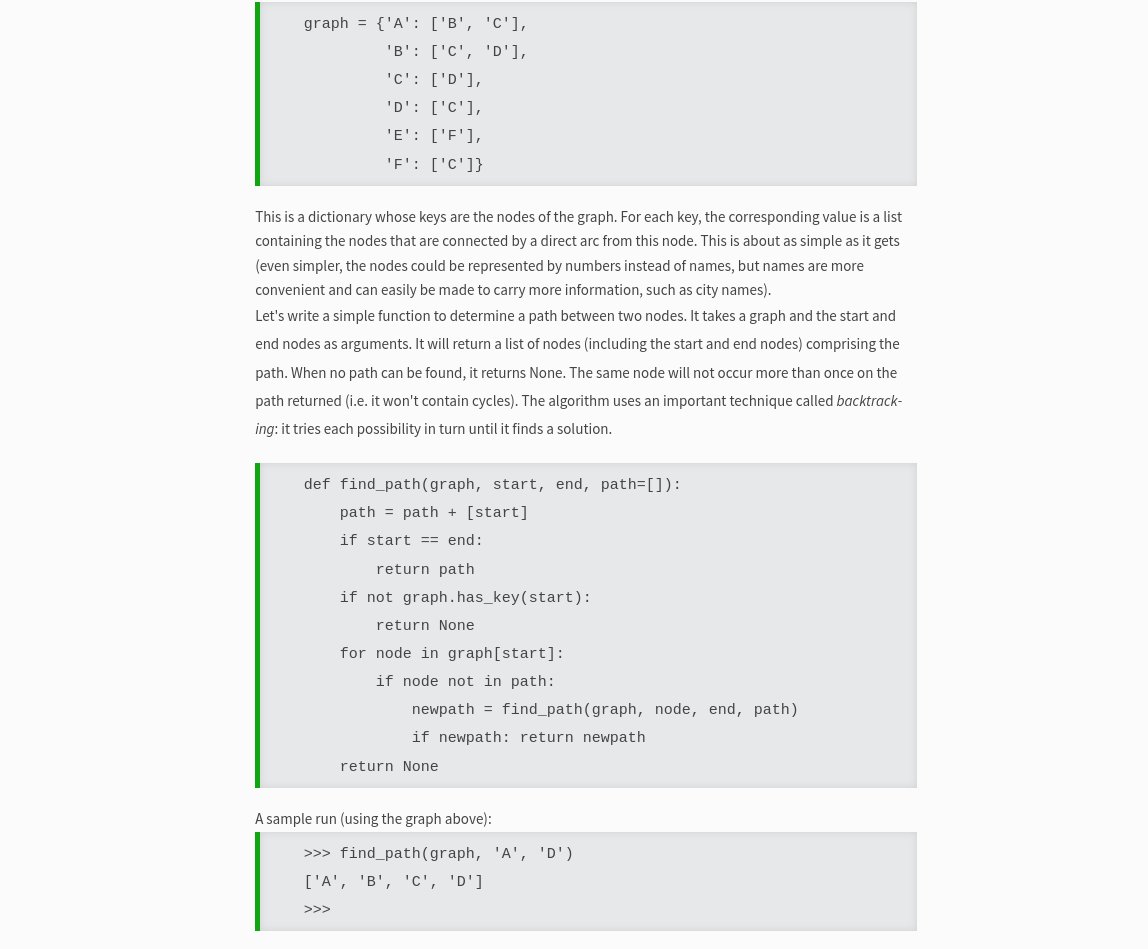 graph = {'A': ['B', 'C'],
         'B': ['C', 'D'],
         'C': ['D'],
         'D': ['C'],
         'E': ['F'],
         'F': ['C']}
This is a dictionary whose keys are the nodes of the graph. For each key, the corresponding value is a list
containing the nodes that are connected by a direct arc from this node. This is about as simple as it gets
(even simpler, the nodes could be represented by numbers instead of names, but names are more
convenient and can easily be made to carry more information, such as city names).
Let's write a simple function to determine a path between two nodes. It takes a graph and the start and
end nodes as arguments. It will return a list of nodes (including the start and end nodes) comprising the
path. When no path can be found, it returns None. The same node will not occur more than once on the
path returned (i.e. it won't contain cycles). The algorithm uses an important technique called backtrack-
ing: it tries each possibility in turn until it finds a solution.
def find_path(graph, start, end, path=[]):
    path = path + [start]
    if start == end:
        return path
    if not graph.has_key(start):
        return None
    for node in graph[start]:
        if node not in path:
            newpath = find_path(graph, node, end, path)
            if newpath: return newpath
    return None
A sample run (using the graph above):
>>> find_path(graph, 'A', 'D')
['A', 'B', 'C', 'D']
>>>